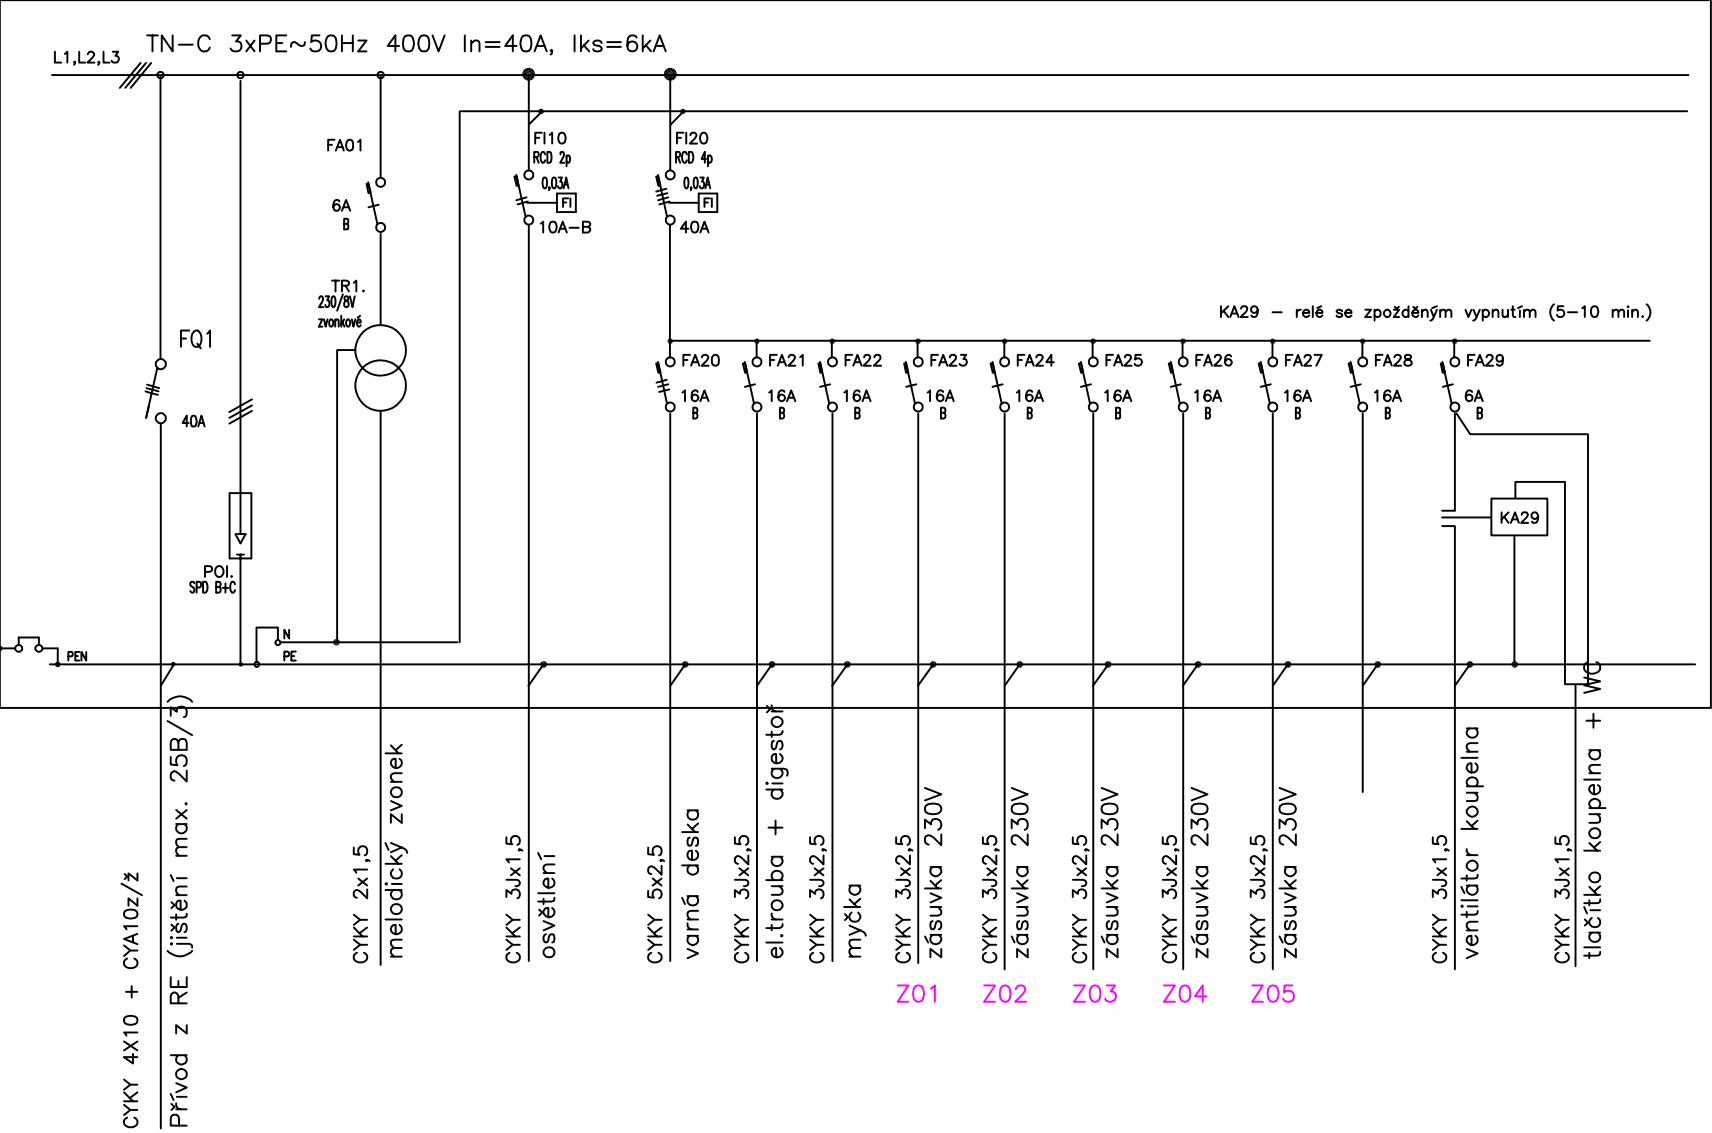 TN-C 3xPE~50Hz 400V In=40A, Iks=6kA
L1,L2,L3
FA01
6A
B
TR1.
230/8V
zvonkové
FI10
RCD 2p
0,03A
FI
10A-B
FI20
RCD 4p
0,03A
FI
40A
KA29 - relé se zpožděným vypnutím (5-10 min.)
FQ1
40A
FA20
16A
B
FA21
16A
B
FA22
16A
B
FA23
16A
B
FA24
16A
B
FA25
16A
B
FA26
16A
B
FA27
16A
B
FA28
16A
B
FA29
6A
B
KA29
POI.
SPD B+C
N
PE
PEN
CYKY 4X10 + CYA10z/ž
Přívod z RE (jištění max. 25B/3)
CYKY 2x1,5
melodický zvonek
CYKY 3Jx1,5
osvětlení
CYKY 5x2,5
varná deska
CYKY 3Jx2,5
el.trouba + digestoř
CYKY 3Jx2,5
myčka
CYKY 3Jx2,5
zásuvka 230V
CYKY 3Jx2,5
zásuvka 230V
CYKY 3Jx2,5
zásuvka 230V
CYKY 3Jx2,5
zásuvka 230V
CYKY 3Jx2,5
zásuvka 230V
CYKY 3Jx1,5
ventilátor koupelna
CYKY 3Jx1,5
tlačítko koupelna + WC
Z01
Z02
Z03
Z04
Z05